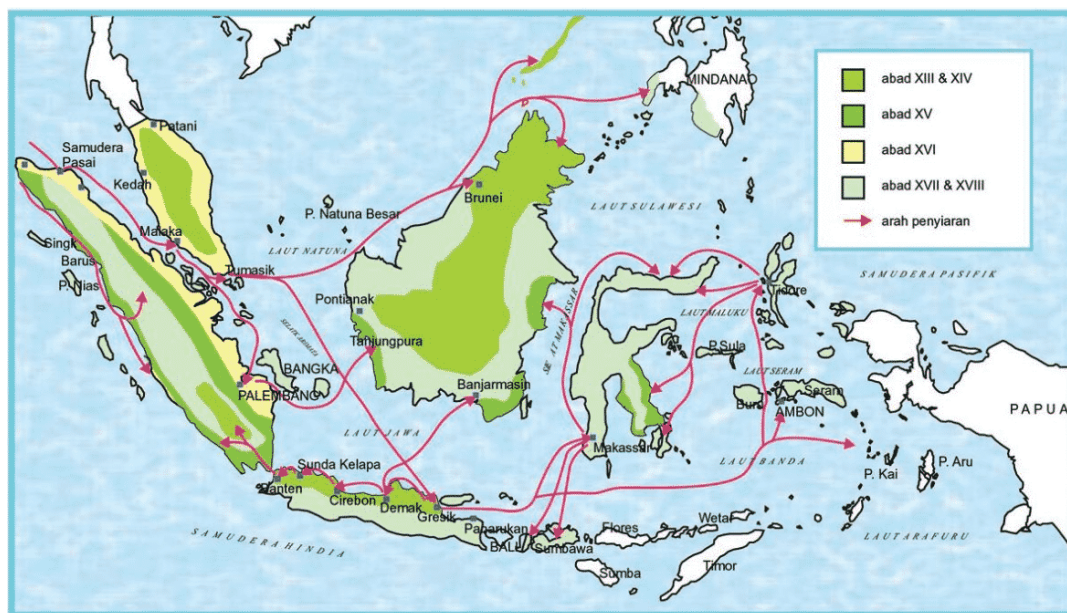 abad XIII & XIV
abad XV
abad XVI
abad XVII & XVIII
arah penyiaran
MINDANAO
Patani
Samudera
Pasai
Kedah
Brunei
P. Natuna Besar
LAUT SULAWESI
Malaka
Singk
Barus
P. Nias
LAUT NATUNA
Tumasik
SAMUDERA PASIFIK
Tidore
Pontianak
LAUT MALUKU
Tanjungpura
P.Sula
BANGKA
LAUT SERAM
PALEMBANG
Banjarmasin
Seram
Buru
AMBON
PAPUA
LAUT JAWA
Makassar
LAUT BANDA
P. Kai
P. Aru
Sunda Kelapa
Banten
Cirebon
Demak
Gresik
SAMUDERA HINDIA
Panarukan
BALI
Sumbawa
Flores
Wetar
LAUT ARAFURU
Sumba
Timor